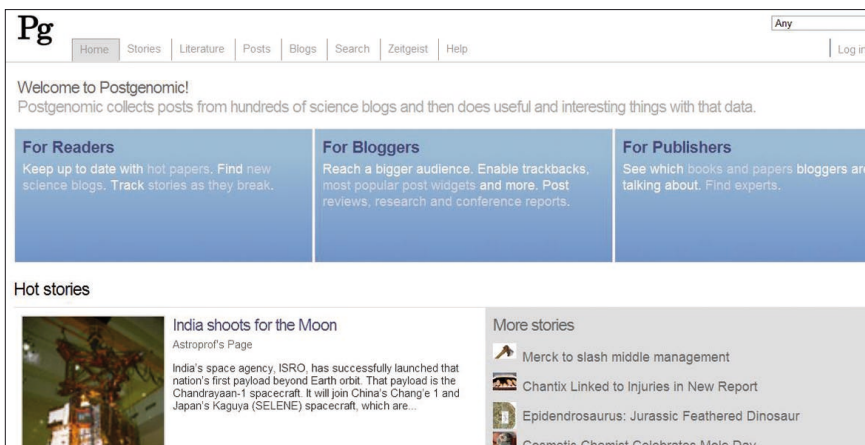 Pg
Any
Home Stories Literature Posts Blogs Search Zeitgeist Help
Log in
Welcome to Postgenomic!
Postgenomic collects posts from hundreds of science blogs and then does useful and interesting things with that data.
For Readers
Keep up to date with hot papers. Find new
science blogs. Track stories as they break.
For Bloggers
Reach a bigger audience. Enable trackbacks,
most popular post widgets and more. Post
reviews, research and conference reports.
For Publishers
See which books and papers bloggers are
talking about. Find experts.
Hot stories
India shoots for the Moon
Astroprof's Page
India's space agency, ISRO, has successfully launched that
nation's first payload beyond Earth orbit. That payload is the
Chandrayaan-1 spacecraft. It will join China's Chang'e 1 and
Japan's Kaguya (SELENE) spacecraft, which are...
More stories
Merck to slash middle management
Chantix Linked to Injuries in New Report
Epidendrosaurus: Jurassic Feathered Dinosaur
Cosmetic Chemist Celebrates Mole Day